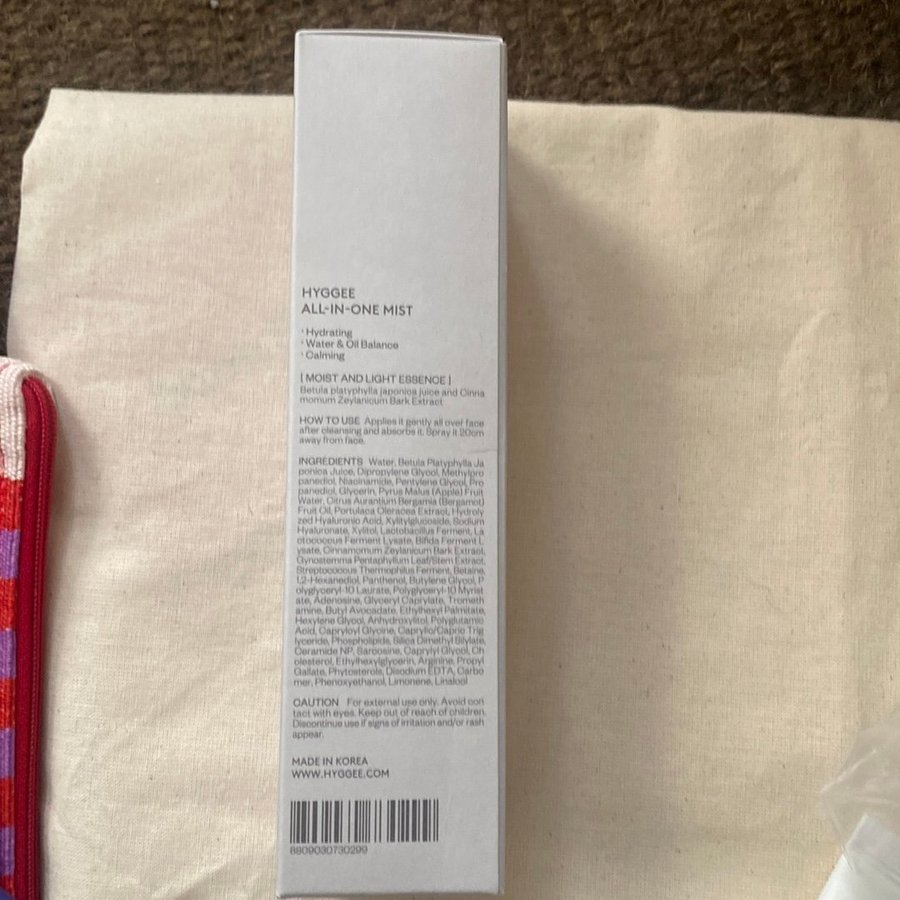 HYGGEE
ALL-IN-ONE MIST
· Hydrating
· Water & Oil Balance
· Calming
[ MOIST AND LIGHT ESSENCE ]
Betula platyphylla japonica juice and Cinna
momum Zeylanicum Bark Extract
HOW TO USE Applies it gently all over face
after cleansing and absorbs it. Spray it 20cm
away from face.
INGREDIENTS Water, Betula Platyphylla Ja
ponica Juice, Dipropylene Glycol, Methylpro
panediol, Niacinamide, Pentylene Glycol, Pro
panediol, Glycerin, Pyrus Malus (Apple) Fruit
Water, Citrus Aurantium Bergamia (Bergamot)
Fruit Oil, Portulaca Oleracea Extract, Hydroly
zed Hyaluronic Acid, Xylitylglucoside, Sodium
Hyaluronate, Xylitol, Lactobacillus Ferment, La
ctococcus Ferment Lysate, Bifida Ferment L
ysate, Cinnamomum Zeylanicum Bark Extract,
Gynostemma Pentaphyllum Leaf/Stem Extract,
Streptococcus Thermophilus Ferment, Betaine,
1,2-Hexanediol, Panthenol, Butylene Glycol, P
olyglyceryl-10 Laurate, Polyglyceryl-10 Myrist
ate, Adenosine, Glyceryl Caprylate, Trometh
amine, Butyl Avocadate, Ethylhexyl Palmitate,
Hexylene Glycol, Anhydroxylitol, Polyglutamic
Acid, Capryloyl Glycine, Caprylic/Capric Trig
lyceride, Phospholipids, Silica Dimethyl Silylate,
Ceramide NP, Sarcosine, Caprylyl Glycol, Ch
olesterol, Ethylhexylglycerin, Arginine, Propyl
Gallate, Phytosterols, Disodium EDTA, Carbo
mer, Phenoxyethanol, Limonene, Linalool
CAUTION For external use only. Avoid con
tact with eyes. Keep out of reach of children.
Discontinue use if signs of irritation and/or rash
appear.
MADE IN KOREA
WWW.HYGGEE.COM
8809030730299